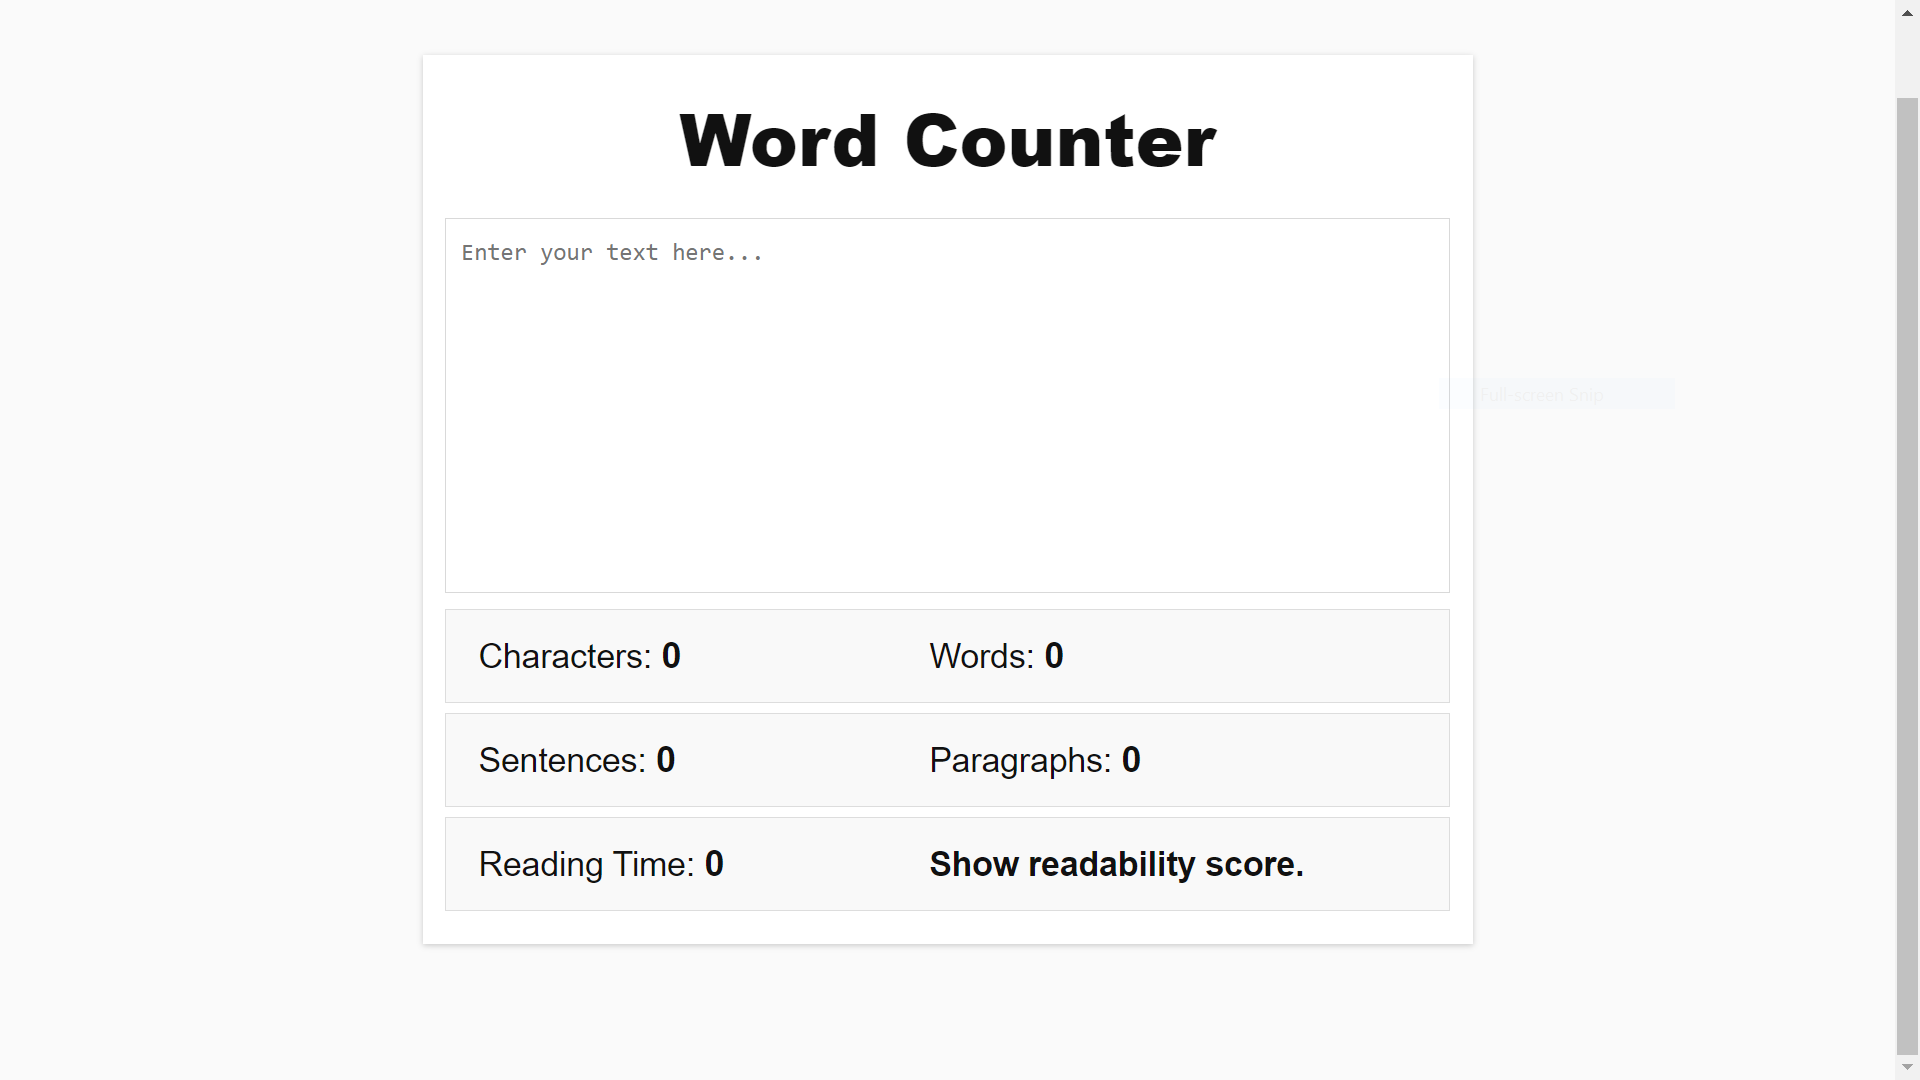 Word Counter
Enter your text here...
Full-screen Snip
Characters: 0 Words: 0
Sentences: 0 Paragraphs: 0
Reading Time: 0 Show readability score.